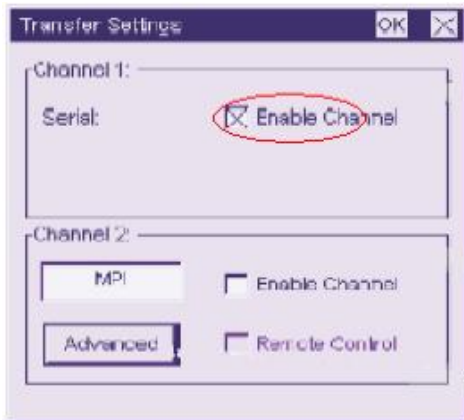 Transfer Settings OK
Channel 1:
Serial: Enable Channel
Channel 2:
MPI Enable Channel
Advanced Remote Control